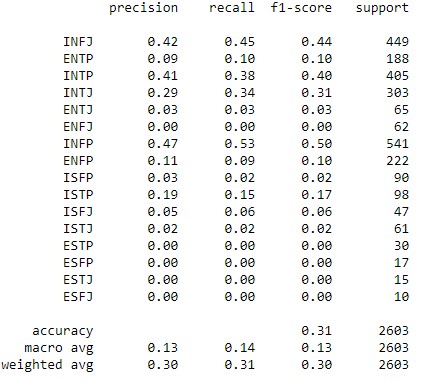 precision recall f1-score support
INFJ 0.42 0.45 0.44 449
ENTP 0.09 0.10 0.10 188
INTP 0.41 0.38 0.40 405
INTJ 0.29 0.34 0.31 303
ENTJ 0.03 0.03 0.03 65
ENFJ 0.00 0.00 0.00 62
INFP 0.47 0.53 0.50 541
ENFP 0.11 0.09 0.10 222
ISFP 0.03 0.02 0.02 90
ISTP 0.19 0.15 0.17 98
ISFJ 0.05 0.06 0.06 47
ISTJ 0.02 0.02 0.02 61
ESTP 0.00 0.00 0.00 30
ESFP 0.00 0.00 0.00 17
ESTJ 0.00 0.00 0.00 15
ESFJ 0.00 0.00 0.00 10
accuracy 0.31 2603
macro avg 0.13 0.14 0.13 2603
weighted avg 0.30 0.31 0.30 2603